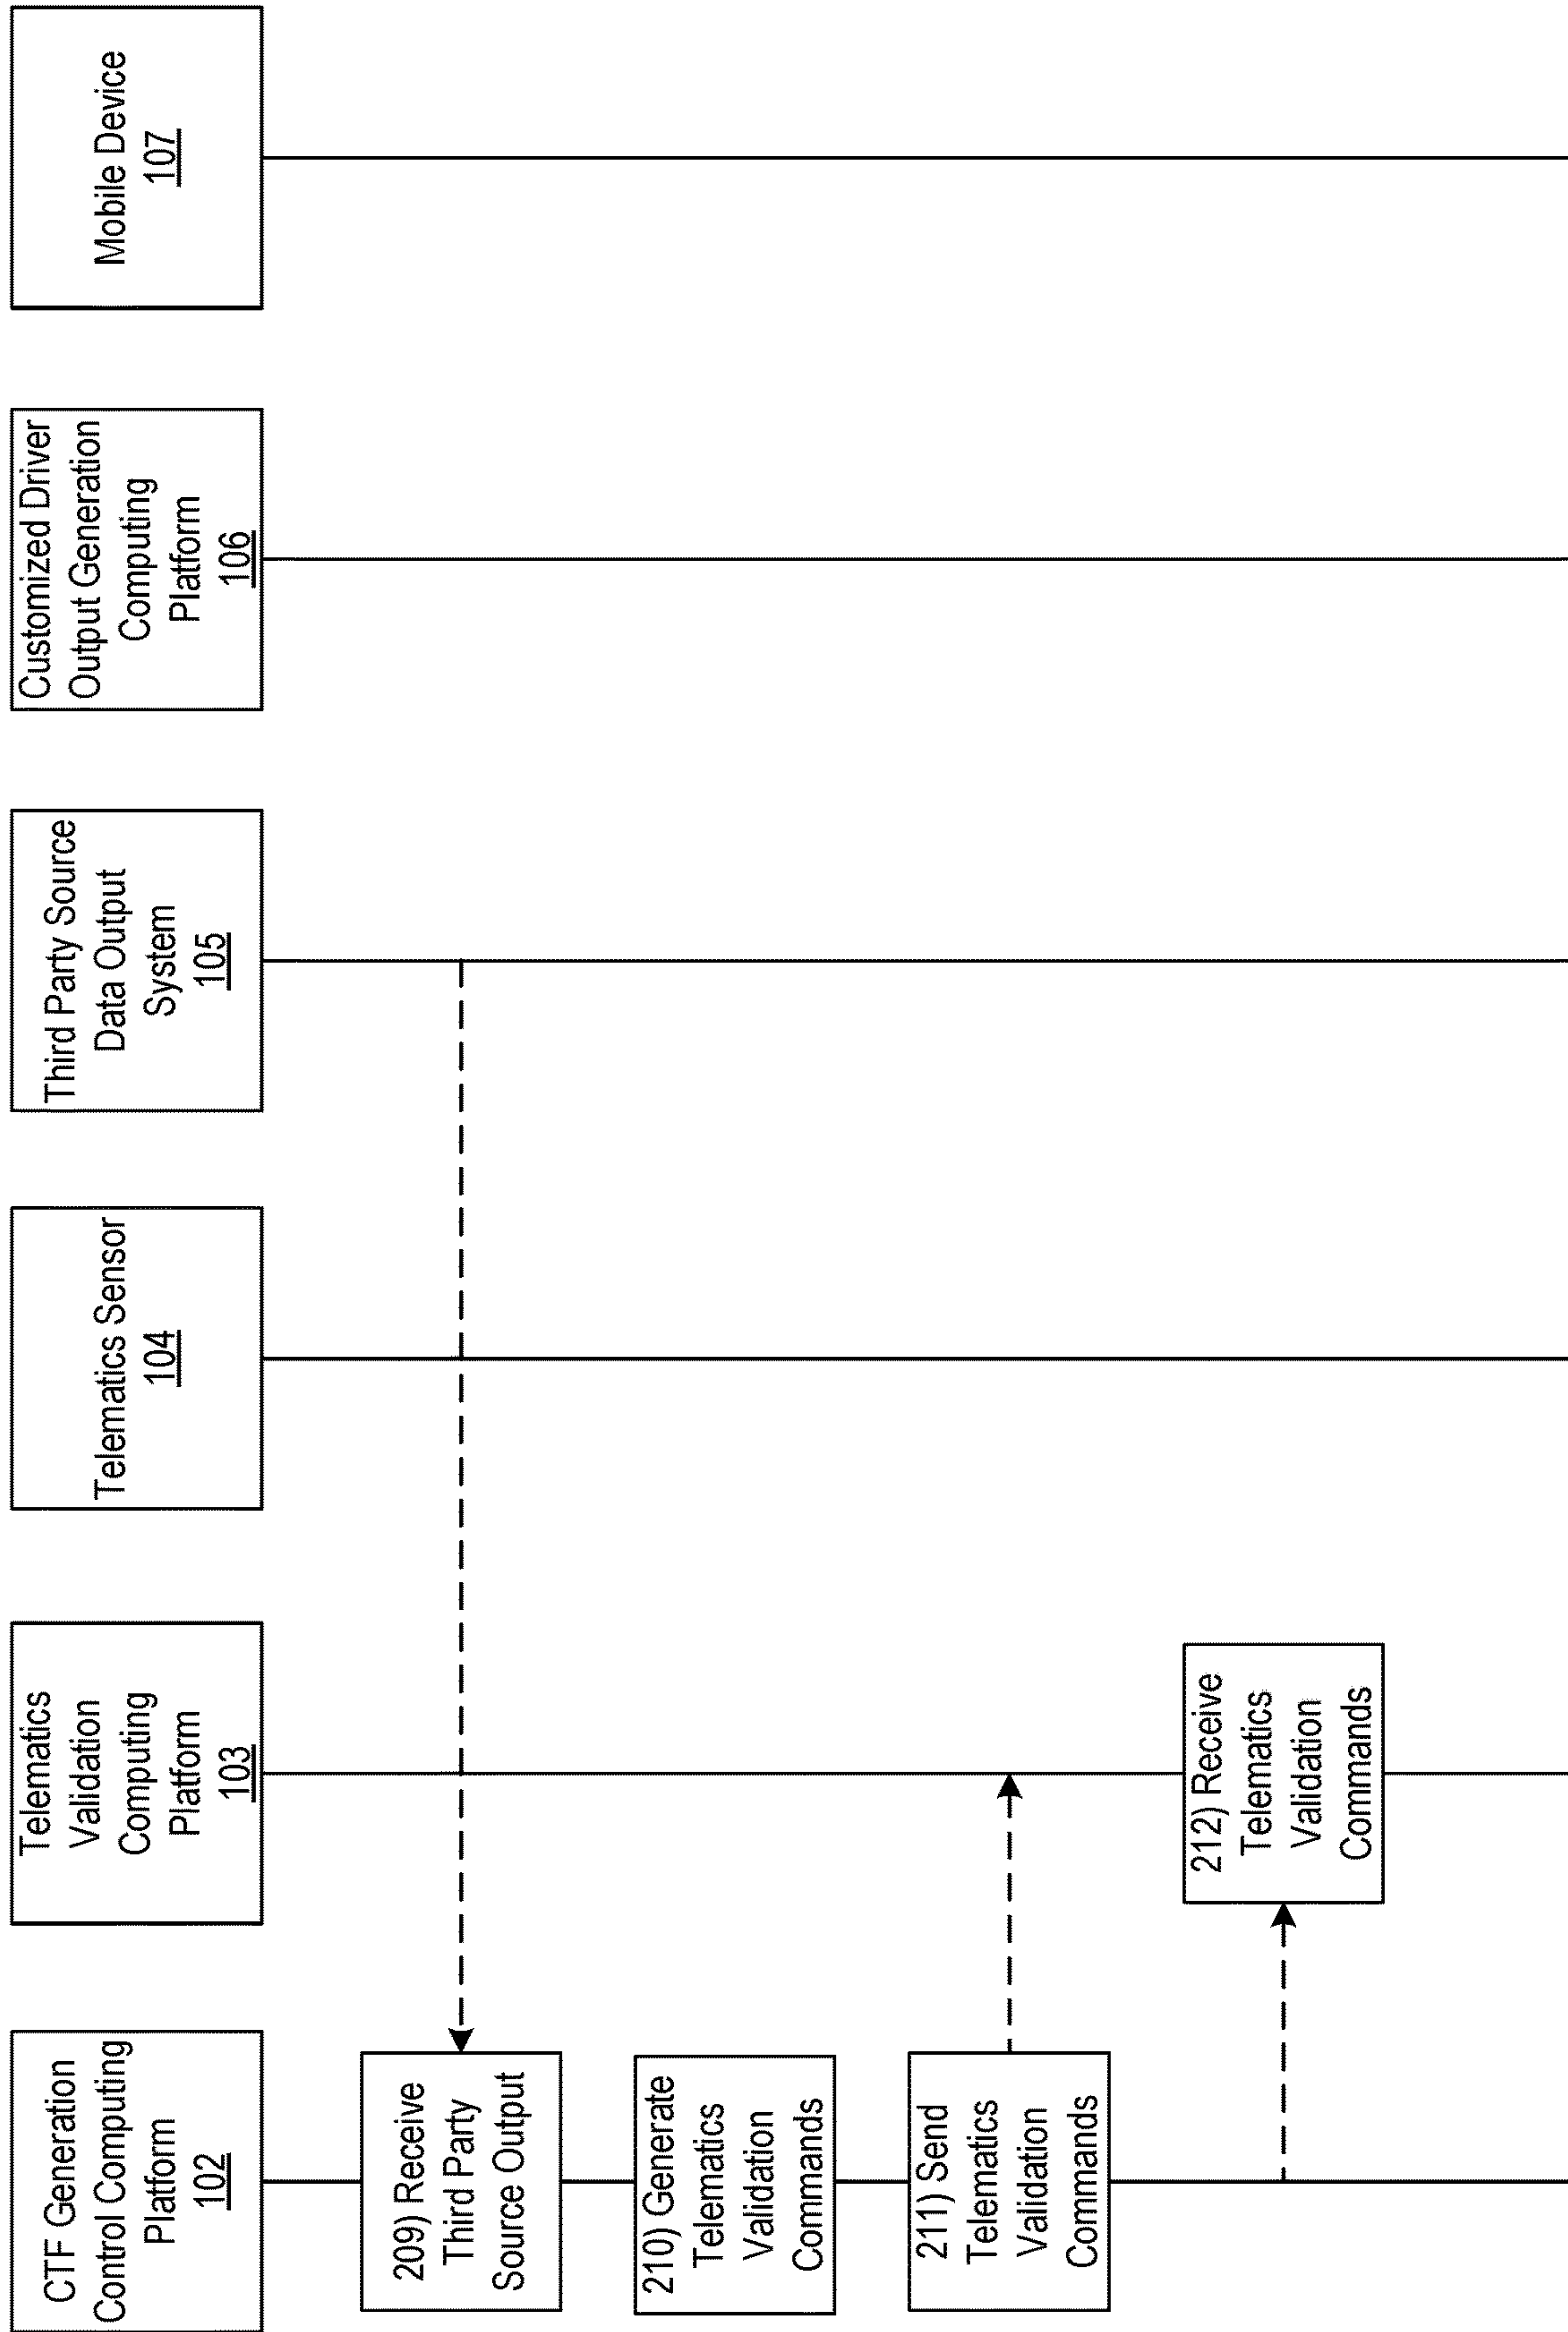 CTF Generation
Control Computing
Platform
102
Telematics
Validation
Computing
Platform
103
Telematics Sensor
104
Third Party Source
Data Output
System
105
Customized Driver
Output Generation
Computing
Platform
106
Mobile Device
107
209) Receive
Third Party
Source Output
210) Generate
Telematics
Validation
Commands
211) Send
Telematics
Validation
Commands
212) Receive
Telematics
Validation
Commands